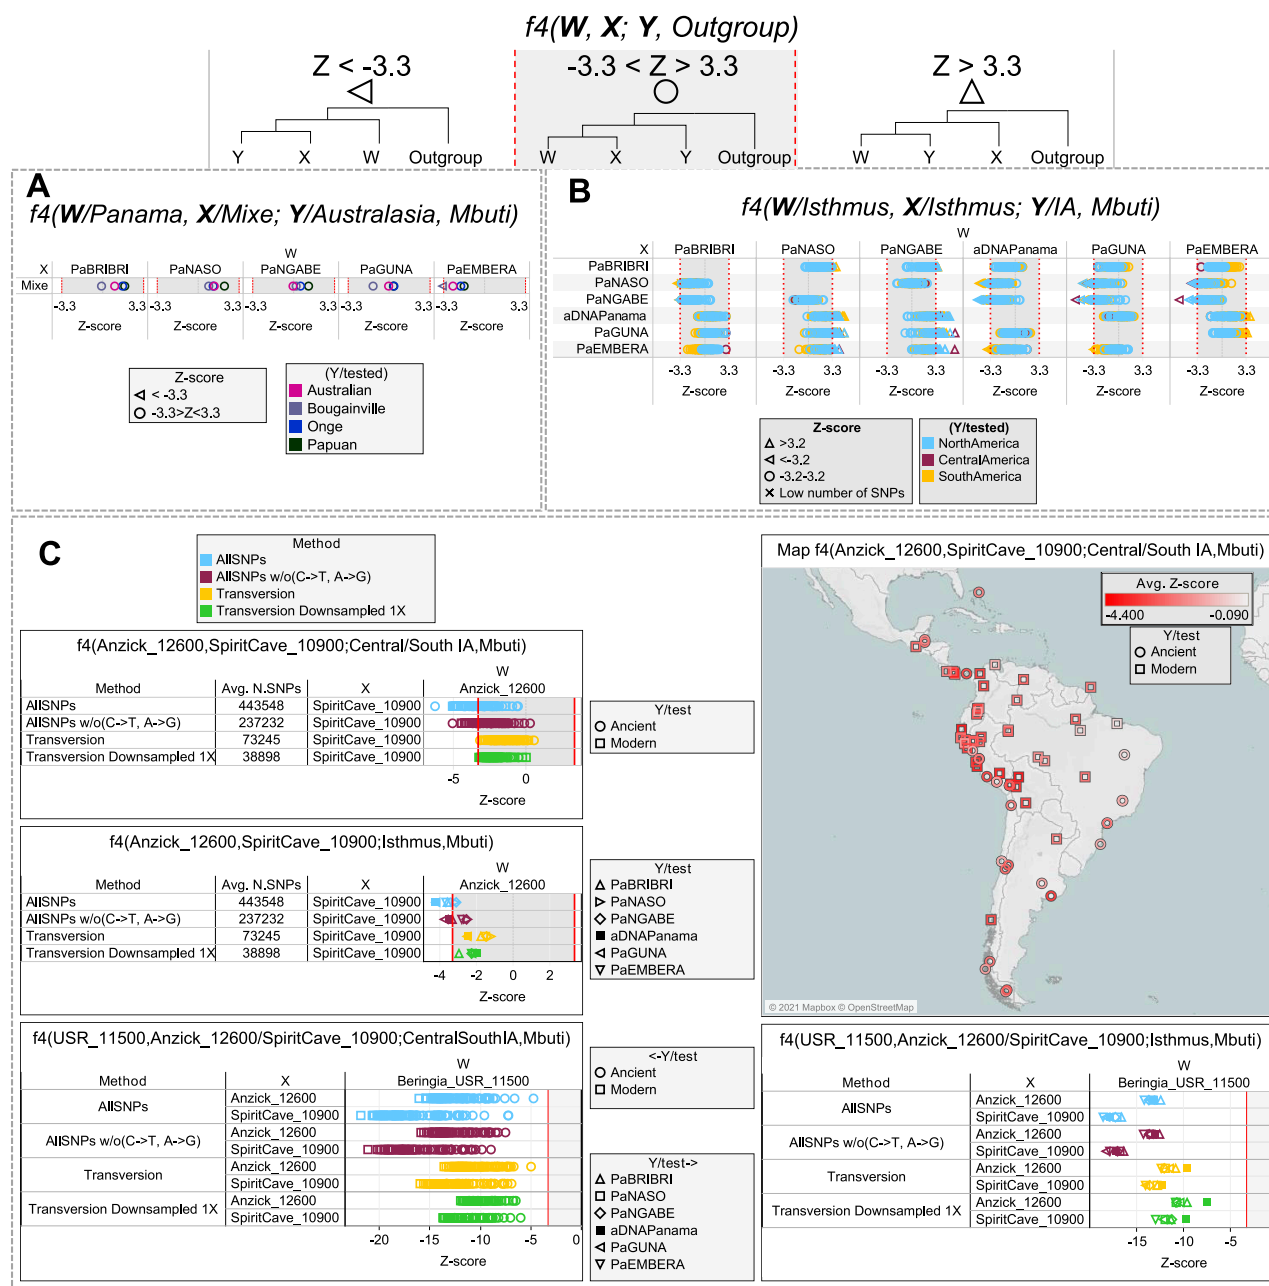 f4(W, X; Y, Outgroup)
Z < -3.3
-3.3 < Z > 3.3
Z > 3.3
Y X W Outgroup
W X Y Outgroup
W Y X Outgroup
A
f4(W/Panama, X/Mixe; Y/Australasia, Mbuti)
W
X PaBRIBRI PaNASO PaNGABE PaGUNA PaEMBERA
Mixe
-3.3 3.3 -3.3 3.3 -3.3 3.3 -3.3 3.3 -3.3 3.3
Z-score Z-score Z-score Z-score Z-score
Z-score
< -3.3
-3.3>Z<3.3
(Y/tested)
Australian
Bougainville
Onge
Papuan
B
f4(W/Isthmus, X/Isthmus; Y/IA, Mbuti)
W
X PaBRIBRI PaNASO PaNGABE aDNAPanama PaGUNA PaEMBERA
PaBRIBRI
PaNASO
PaNGABE
aDNAPanama
PaGUNA
PaEMBERA
-3.3 3.3 -3.3 3.3 -3.3 3.3 -3.3 3.3 -3.3 3.3 -3.3 3.3
Z-score Z-score Z-score Z-score Z-score Z-score
Z-score
>3.2
<-3.2
-3.2-3.2
Low number of SNPs
(Y/tested)
NorthAmerica
CentralAmerica
SouthAmerica
C
Method
AllSNPs
AllSNPs w/o(C->T, A->G)
Transversion
Transversion Downsampled 1X
f4(Anzick_12600,SpiritCave_10900;Central/South IA,Mbuti)
W
Method Avg. N.SNPs X Anzick_12600
AllSNPs 443548 SpiritCave_10900
AllSNPs w/o(C->T, A->G) 237232 SpiritCave_10900
Transversion 73245 SpiritCave_10900
Transversion Downsampled 1X 38898 SpiritCave_10900
-5 0
Z-score
Y/test
Ancient
Modern
f4(Anzick_12600,SpiritCave_10900;Isthmus,Mbuti)
W
Method Avg. N.SNPs X Anzick_12600
AllSNPs 443548 SpiritCave_10900
AllSNPs w/o(C->T, A->G) 237232 SpiritCave_10900
Transversion 73245 SpiritCave_10900
Transversion Downsampled 1X 38898 SpiritCave_10900
-4 -2 0 2
Z-score
Y/test
PaBRIBRI
PaNASO
PaNGABE
aDNAPanama
PaGUNA
PaEMBERA
f4(USR_11500,Anzick_12600/SpiritCave_10900;CentralSouthIA,Mbuti)
W
Method X Beringia_USR_11500
AllSNPs Anzick_12600
SpiritCave_10900
AllSNPs w/o(C->T, A->G) Anzick_12600
SpiritCave_10900
Transversion Anzick_12600
SpiritCave_10900
Transversion Downsampled 1X Anzick_12600
SpiritCave_10900
-20 -15 -10 -5 0
Z-score
<-Y/test
Ancient
Modern
Y/test->
PaBRIBRI
PaNASO
PaNGABE
aDNAPanama
PaGUNA
PaEMBERA
Map f4(Anzick_12600,SpiritCave_10900;Central/South IA,Mbuti)
Avg. Z-score
-4.400 -0.090
Y/test
Ancient
Modern
© 2021 Mapbox © OpenStreetMap
f4(USR_11500,Anzick_12600/SpiritCave_10900;Isthmus,Mbuti)
W
Method X Beringia_USR_11500
AllSNPs Anzick_12600
SpiritCave_10900
AllSNPs w/o(C->T, A->G) Anzick_12600
SpiritCave_10900
Transversion Anzick_12600
SpiritCave_10900
Transversion Downsampled 1X Anzick_12600
SpiritCave_10900
-15 -10 -5
Z-score